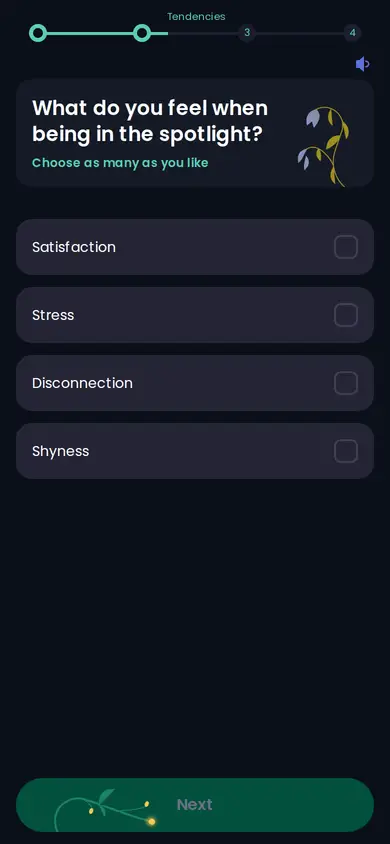 Tendencies
3
4
What do you feel when
being in the spotlight?
Choose as many as you like
Satisfaction
Stress
Disconnection
Shyness
Next